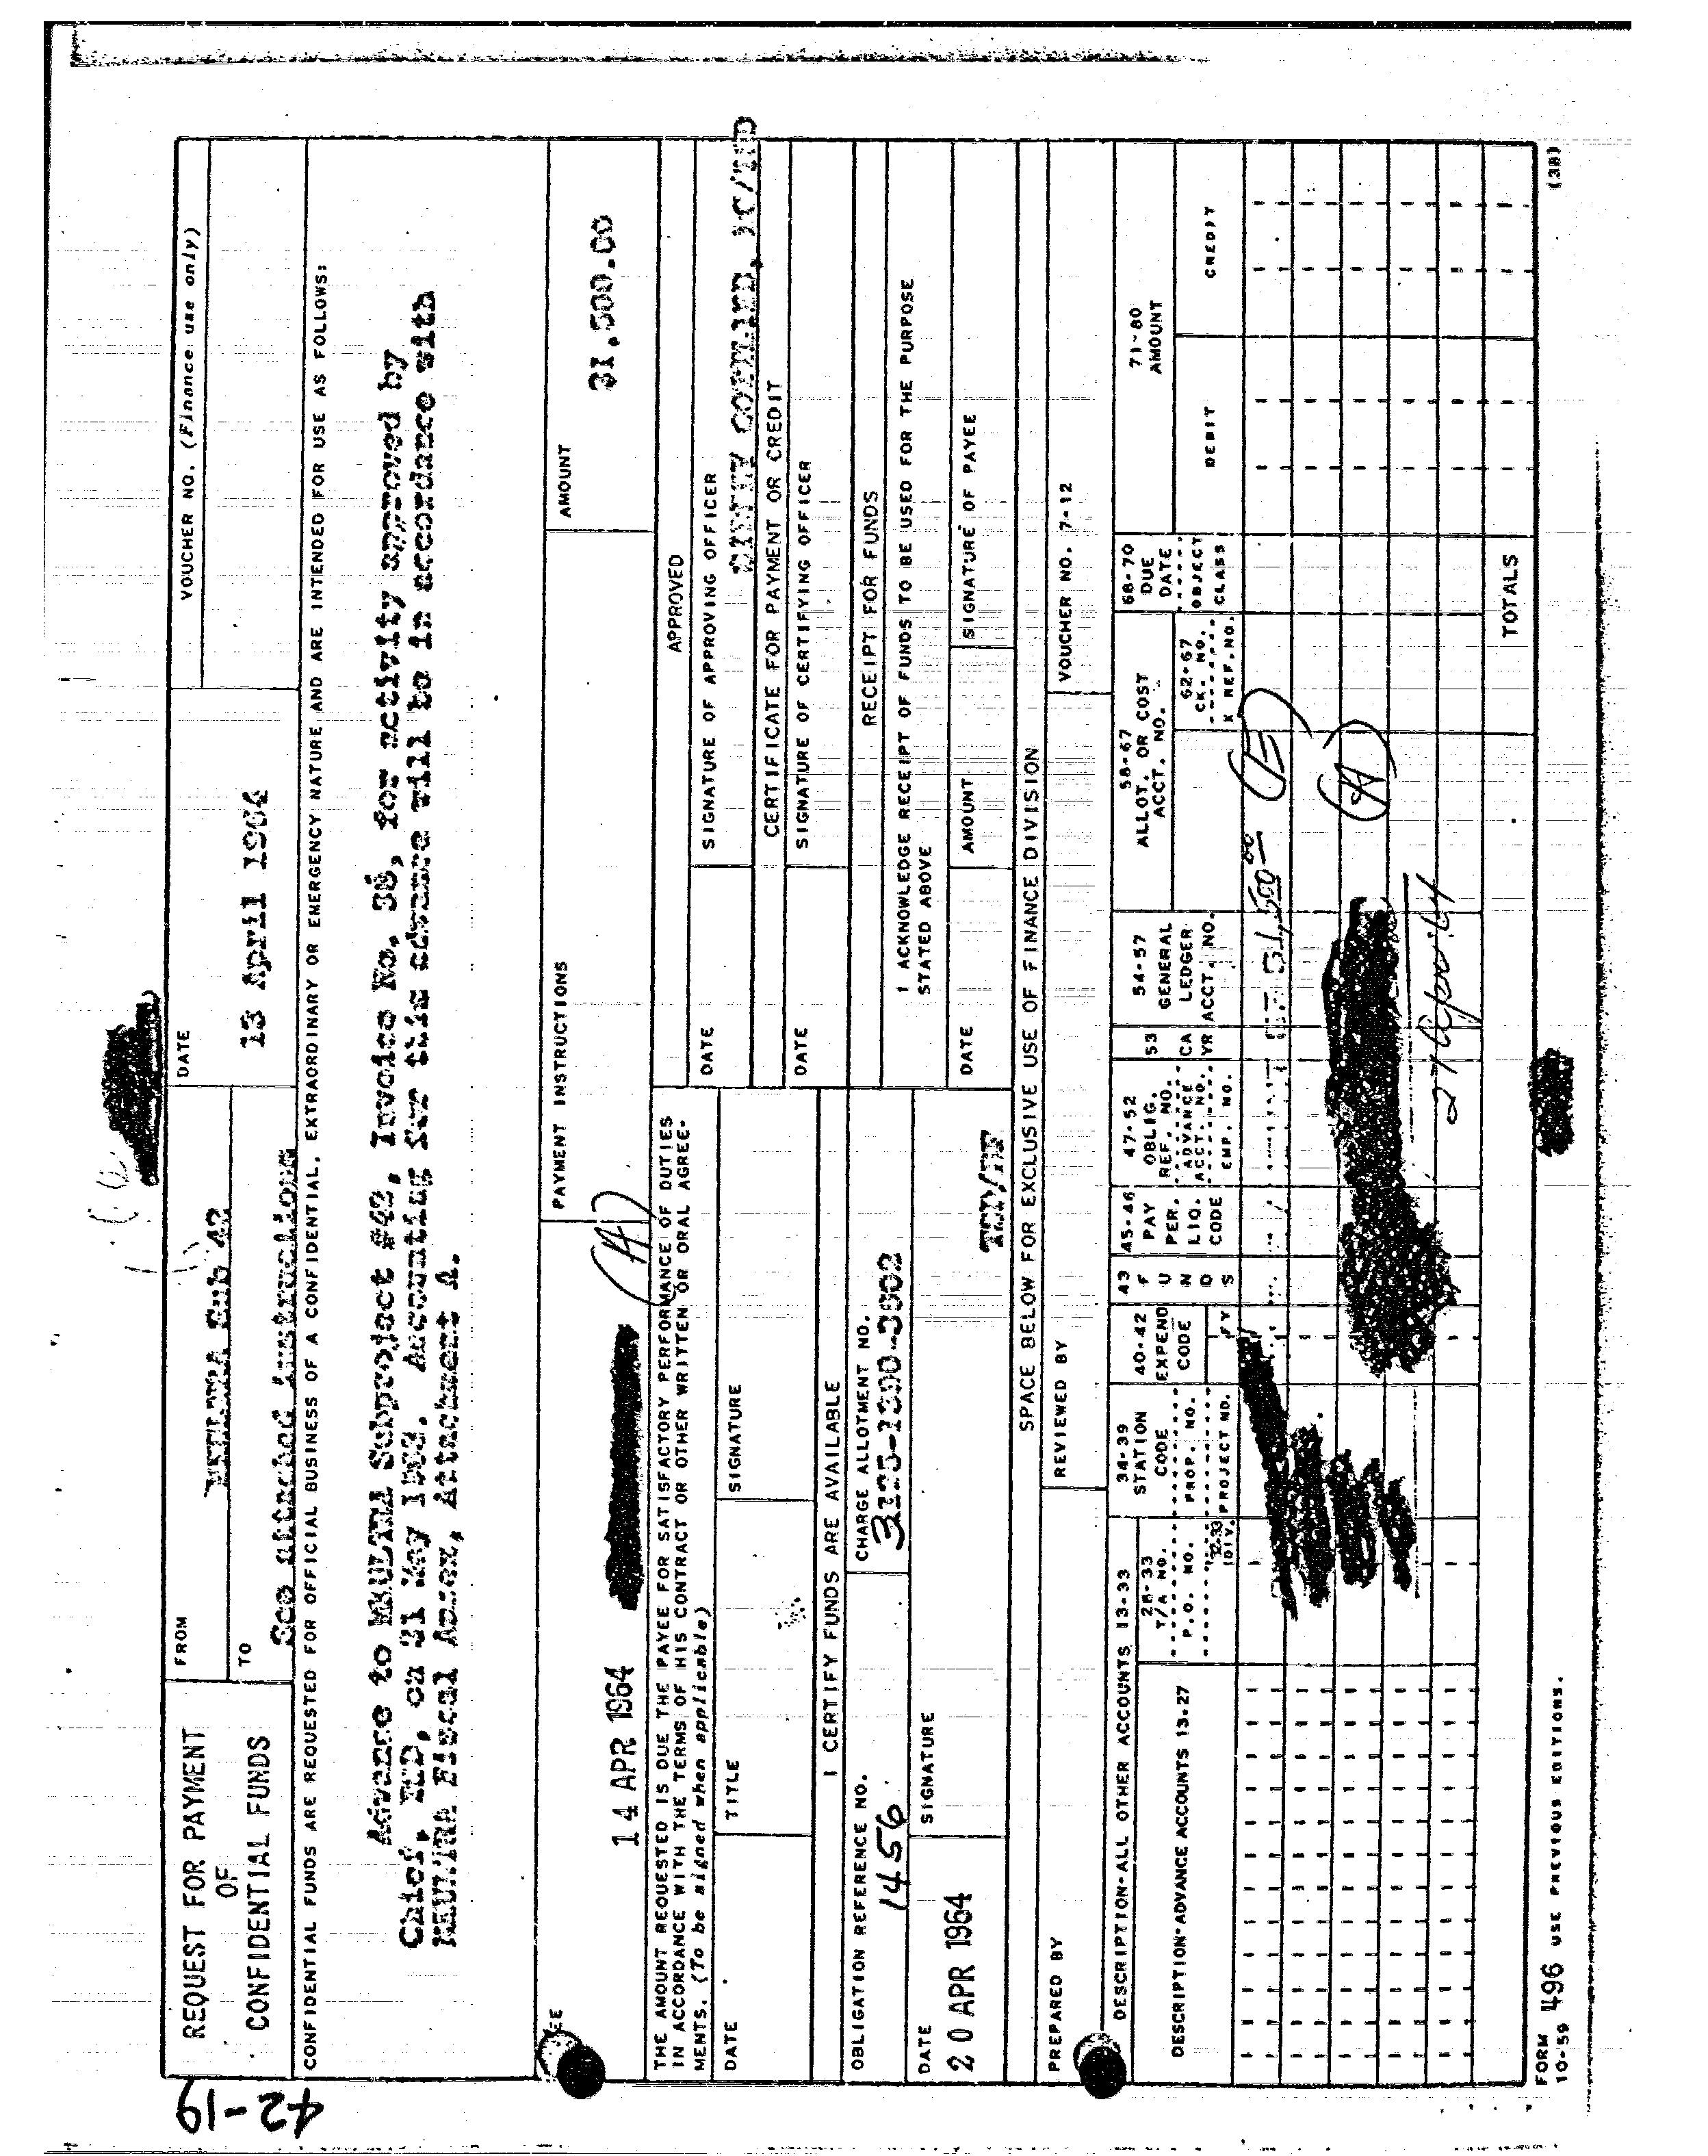 42-19
REQUEST FOR PAYMENT
OF
CONFIDENTIAL FUNDS
FROM
MKULTRA Sub 42
TO
See attached instructions
DATE
13 April 1964
VOUCHER NO. (Finance use only)
CONFIDENTIAL FUNDS ARE REQUESTED FOR OFFICIAL BUSINESS OF A CONFIDENTIAL, EXTRAORDINARY OR EMERGENCY NATURE AND ARE INTENDED FOR USE AS FOLLOWS:
Advance to MKULTRA Subproject #42, Invoice No. 38, for activity approved by
Chief, TSD, on 31 May 1963. Accounting for this advance will be in accordance with
MKULTRA Fiscal Annex, Attachment A.
14 APR 1964
(A)
PAYMENT INSTRUCTIONS
AMOUNT
31,500.00
THE AMOUNT REQUESTED IS DUE THE PAYEE FOR SATISFACTORY PERFORMANCE OF DUTIES
IN ACCORDANCE WITH THE TERMS OF HIS CONTRACT OR OTHER WRITTEN OR ORAL AGREE-
MENTS. (To be signed when applicable)
DATE
TITLE
SIGNATURE
APPROVED
DATE
SIGNATURE OF APPROVING OFFICER
CERTIFICATE FOR PAYMENT OR CREDIT
DATE
SIGNATURE OF CERTIFYING OFFICER
I CERTIFY FUNDS ARE AVAILABLE
OBLIGATION REFERENCE NO.
1456
CHARGE ALLOTMENT NO.
3125-1390-3902
DATE
20 APR 1964
SIGNATURE
RECEIPT FOR FUNDS
I ACKNOWLEDGE RECEIPT OF FUNDS TO BE USED FOR THE PURPOSE
STATED ABOVE
DATE
AMOUNT
SIGNATURE OF PAYEE
SPACE BELOW FOR EXCLUSIVE USE OF FINANCE DIVISION
PREPARED BY
REVIEWED BY
VOUCHER NO. 7-12
DESCRIPTION-ALL OTHER ACCOUNTS 13-33
DESCRIPTION-ADVANCE ACCOUNTS 13-27
28-33
T/A NO.
P.O. NO.
32-33
DIV.
34-39
STATION
CODE
PROP. NO.
PROJECT NO.
40-42
EXPEND
CODE
FY
43
FUNDS
45-46
PAY
PER.
LIQ.
CODE
47-52
OBLIG.
REF. NO.
ADVANCE
ACCT. NO.
EMP. NO.
53
CA
YR
54-57
GENERAL
LEDGER
ACCT. NO.
58-67
ALLOT. OR COST
ACCT. NO.
62-67
CK. NO.
X REF. NO.
68-70
DUE
DATE
OBJECT
CLASS
71-80
AMOUNT
DEBIT
CREDIT
31,500.00
(A)
TOTALS
FORM
10-59 496 USE PREVIOUS EDITIONS.
(38)